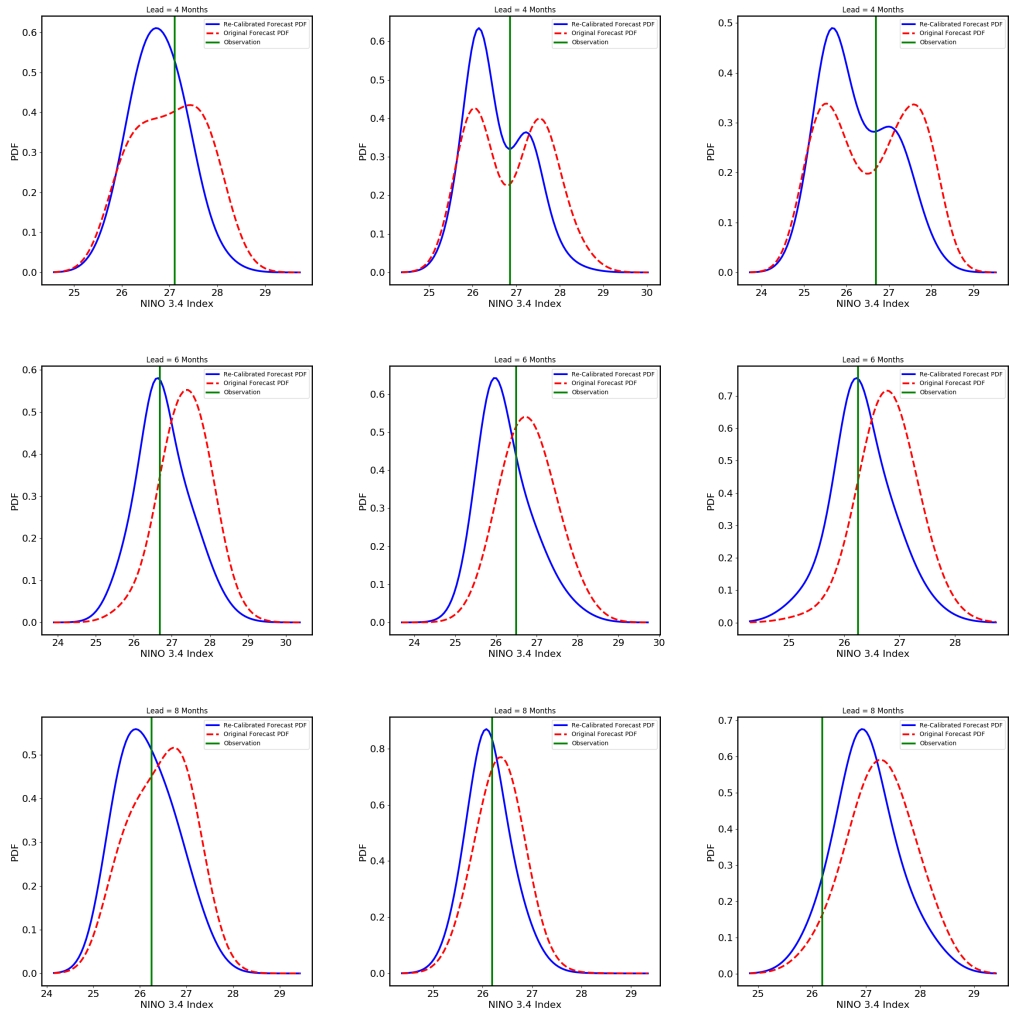 Lead = 4 Months
Re-Calibrated Forecast PDF
Original Forecast PDF
Observation
PDF
0.6
0.5
0.4
0.3
0.2
0.1
0.0
25 26 27 28 29
NINO 3.4 Index
Lead = 4 Months
Re-Calibrated Forecast PDF
Original Forecast PDF
Observation
PDF
0.6
0.5
0.4
0.3
0.2
0.1
0.0
25 26 27 28 29 30
NINO 3.4 Index
Lead = 4 Months
Re-Calibrated Forecast PDF
Original Forecast PDF
Observation
PDF
0.5
0.4
0.3
0.2
0.1
0.0
24 25 26 27 28 29
NINO 3.4 Index
Lead = 6 Months
Re-Calibrated Forecast PDF
Original Forecast PDF
Observation
PDF
0.6
0.5
0.4
0.3
0.2
0.1
0.0
24 25 26 27 28 29 30
NINO 3.4 Index
Lead = 6 Months
Re-Calibrated Forecast PDF
Original Forecast PDF
Observation
PDF
0.6
0.5
0.4
0.3
0.2
0.1
0.0
24 25 26 27 28 29 30
NINO 3.4 Index
Lead = 6 Months
Re-Calibrated Forecast PDF
Original Forecast PDF
Observation
PDF
0.7
0.6
0.5
0.4
0.3
0.2
0.1
0.0
25 26 27 28
NINO 3.4 Index
Lead = 8 Months
Re-Calibrated Forecast PDF
Original Forecast PDF
Observation
PDF
0.5
0.4
0.3
0.2
0.1
0.0
24 25 26 27 28 29
NINO 3.4 Index
Lead = 8 Months
Re-Calibrated Forecast PDF
Original Forecast PDF
Observation
PDF
0.8
0.6
0.4
0.2
0.0
25 26 27 28 29
NINO 3.4 Index
Lead = 8 Months
Re-Calibrated Forecast PDF
Original Forecast PDF
Observation
PDF
0.7
0.6
0.5
0.4
0.3
0.2
0.1
0.0
25 26 27 28 29
NINO 3.4 Index